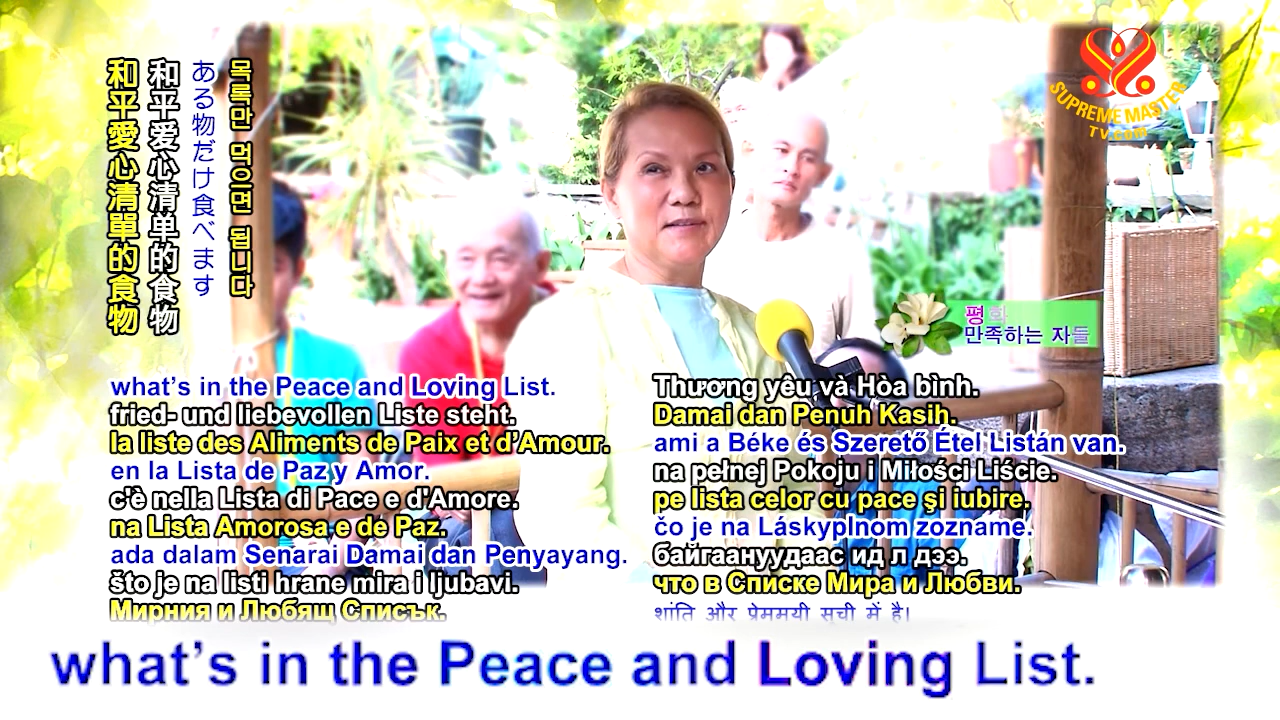 SUPREME MASTER
TV.com
和平愛心清單的食物
和平爱心清单的食物
ある物だけ食べます
목록만 먹으면 됩니다
평화
만족하는 자들
what's in the Peace and Loving List.
fried- und liebevollen Liste steht.
la liste des Aliments de Paix et d'Amour.
en la Lista de Paz y Amor.
c'è nella Lista di Pace e d'Amore.
na Lista Amorosa e de Paz.
ada dalam Senarai Damai dan Penyayang.
što je na listi hrane mira i ljubavi.
Мирния и Любящ Списък.
Thương yêu và Hòa bình.
Damai dan Penuh Kasih.
ami a Béke és Szerető Étel Listán van.
na pełnej Pokoju i Miłości Liście.
pe lista celor cu pace şi iubire.
čo je na Láskyplnom zozname.
байгаануудаас ид л дээ.
что в Списке Мира и Любви.
शांति और प्रेममयी सूची में है।
what's in the Peace and Loving List.